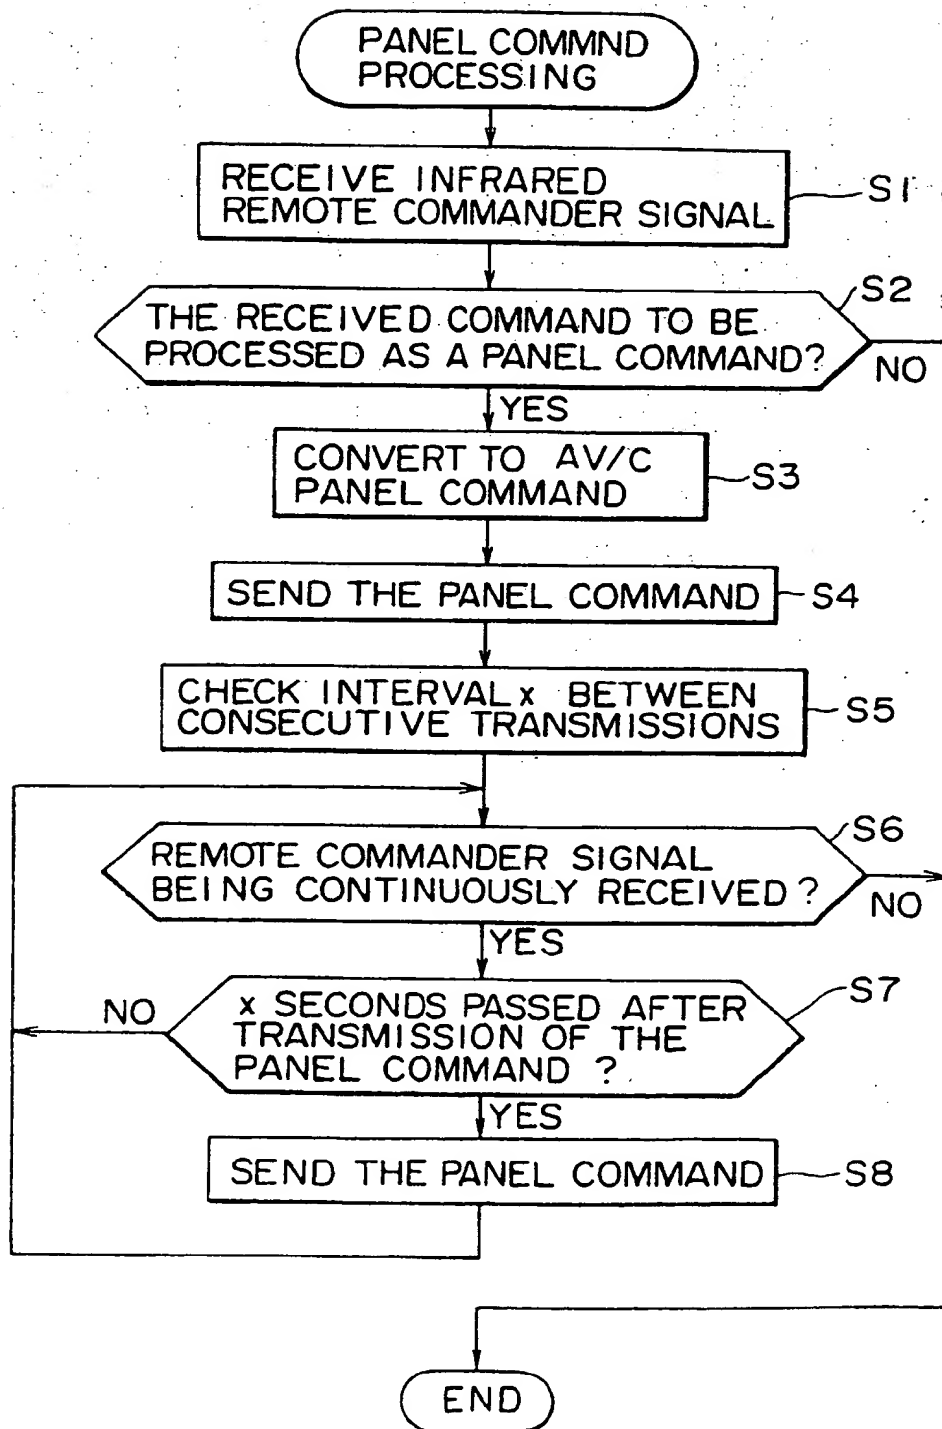 PANEL COMMND
PROCESSING
RECEIVE INFRARED
REMOTE COMMANDER SIGNAL
S1
S2
THE RECEIVED COMMAND TO BE
PROCESSED AS A PANEL COMMAND?
NO
YES
CONVERT TO AV/C
PANEL COMMAND
S3
SEND THE PANEL COMMAND
S4
CHECK INTERVAL x BETWEEN
CONSECUTIVE TRANSMISSIONS
S5
S6
REMOTE COMMANDER SIGNAL
BEING CONTINUOUSLY RECEIVED?
NO
YES
S7
NO
x SECONDS PASSED AFTER
TRANSMISSION OF THE
PANEL COMMAND ?
YES
SEND THE PANEL COMMAND
S8
END